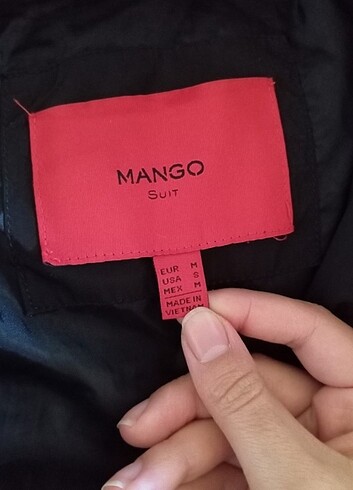 MANGO
SUIT
EUR M
USA S
MEX M
MADE IN
VIETNAM